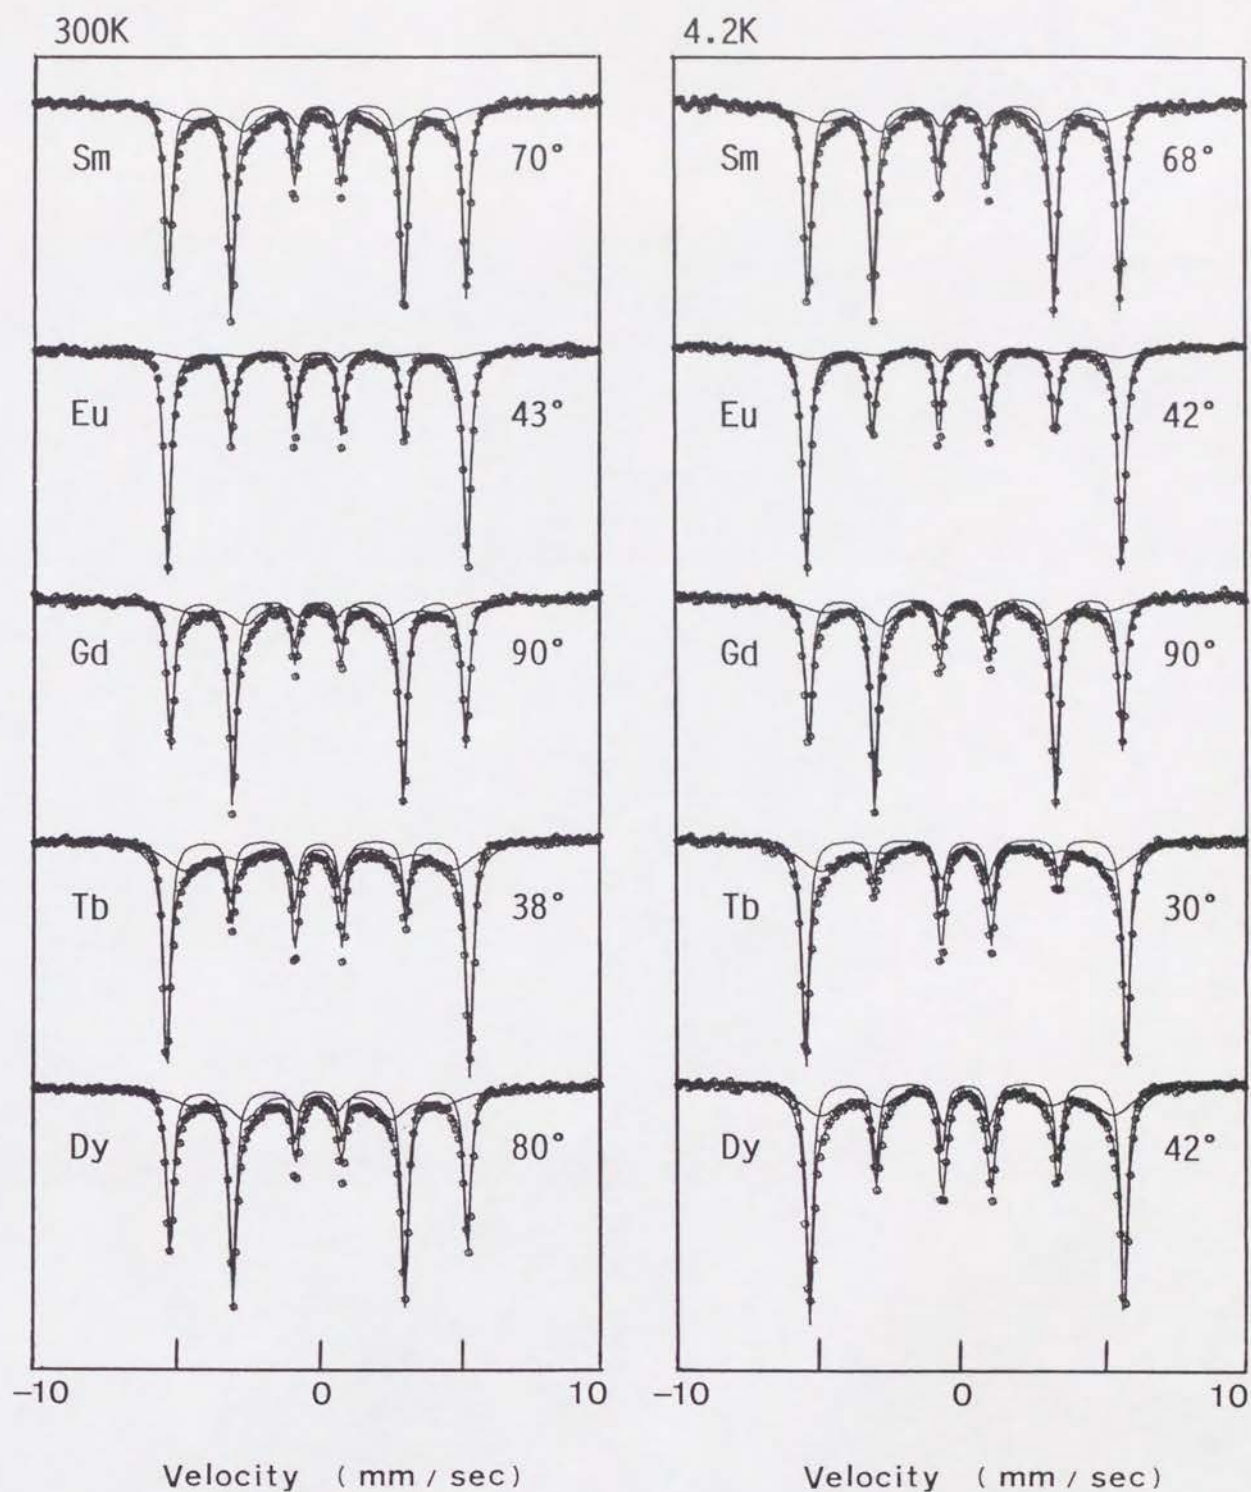 300K
Sm 70°
Eu 43°
Gd 90°
Tb 38°
Dy 80°
−10 0 10
Velocity (mm/sec)
4.2K
Sm 68°
Eu 42°
Gd 90°
Tb 30°
Dy 42°
−10 0 10
Velocity (mm/sec)